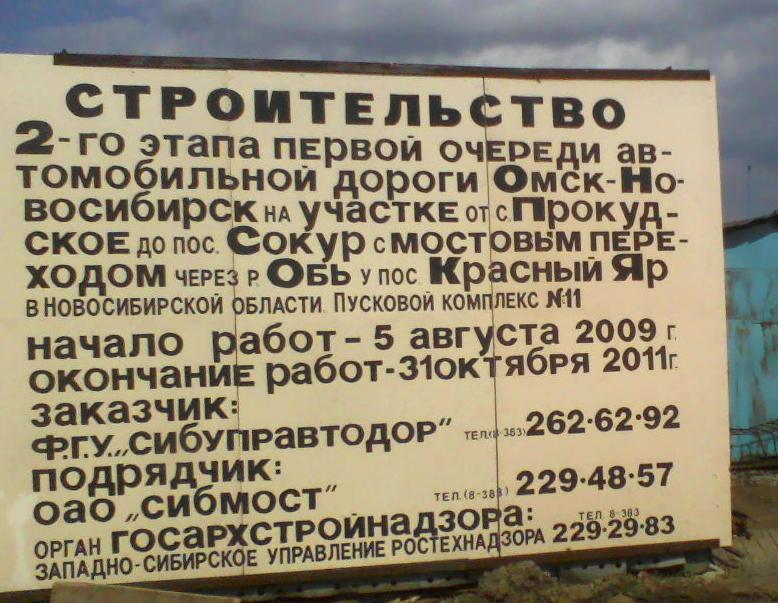 СТРОИТЕЛЬСТВО
2-го этапа первой очереди ав-
томобильной дороги Омск-Но-
восибирск на участке от с. Прокуд-
ское до пос. Сокур с мостовым пере-
ходом через р. Обь у пос. Красный Яр
в Новосибирской области. Пусковой комплекс №11
начало работ – 5 августа 2009 г.
окончание работ-31октября 2011г.
заказчик:
Ф.Г.У. „СИБУПРАВТОДОР" ТЕЛ.(8-383) 262·62·92
подрядчик:
ОАО „СИБМОСТ" ТЕЛ.(8-383) 229·48·57
ОРГАН ГОСАРХСТРОЙНАДЗОРА: ТЕЛ. 8-383
ЗАПАДНО-СИБИРСКОЕ УПРАВЛЕНИЕ РОСТЕХНАДЗОРА 229·29·83